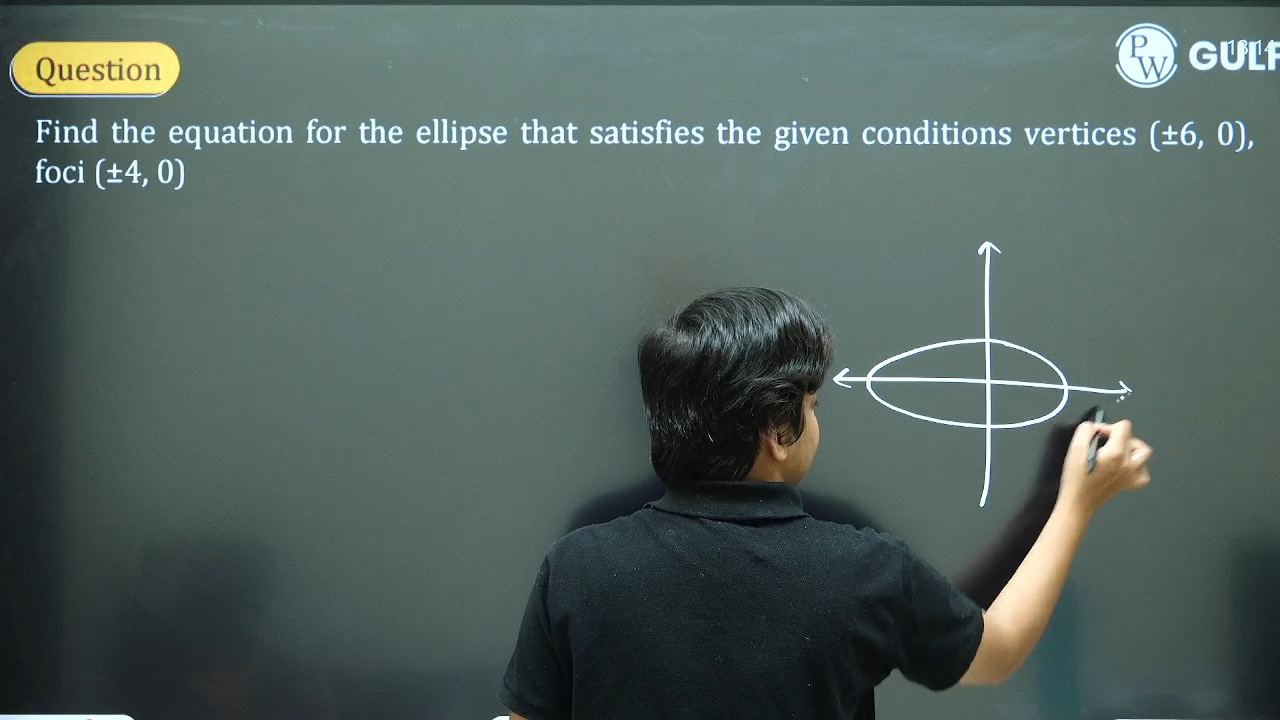 Question
PW GULF
Find the equation for the ellipse that satisfies the given conditions vertices (±6, 0),
foci (±4, 0)